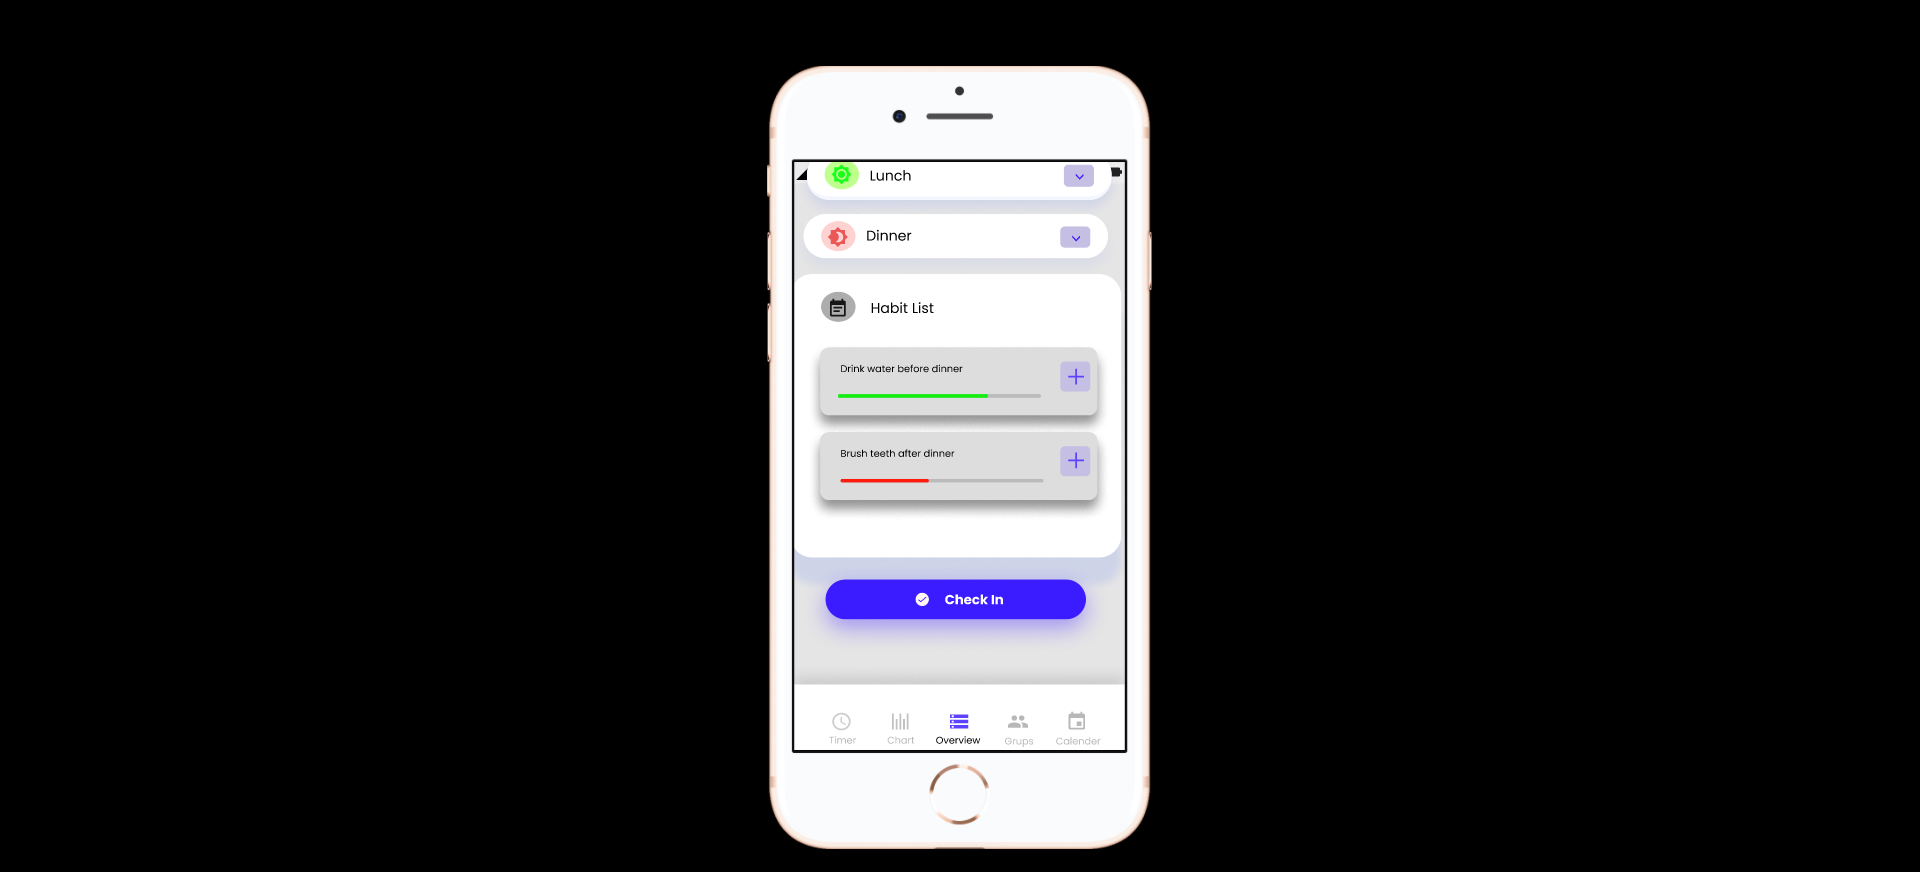 Lunch
Dinner
Habit List
Drink water before dinner
Brush teeth after dinner
Check In
Timer
Chart
Overview
Grups
Calender